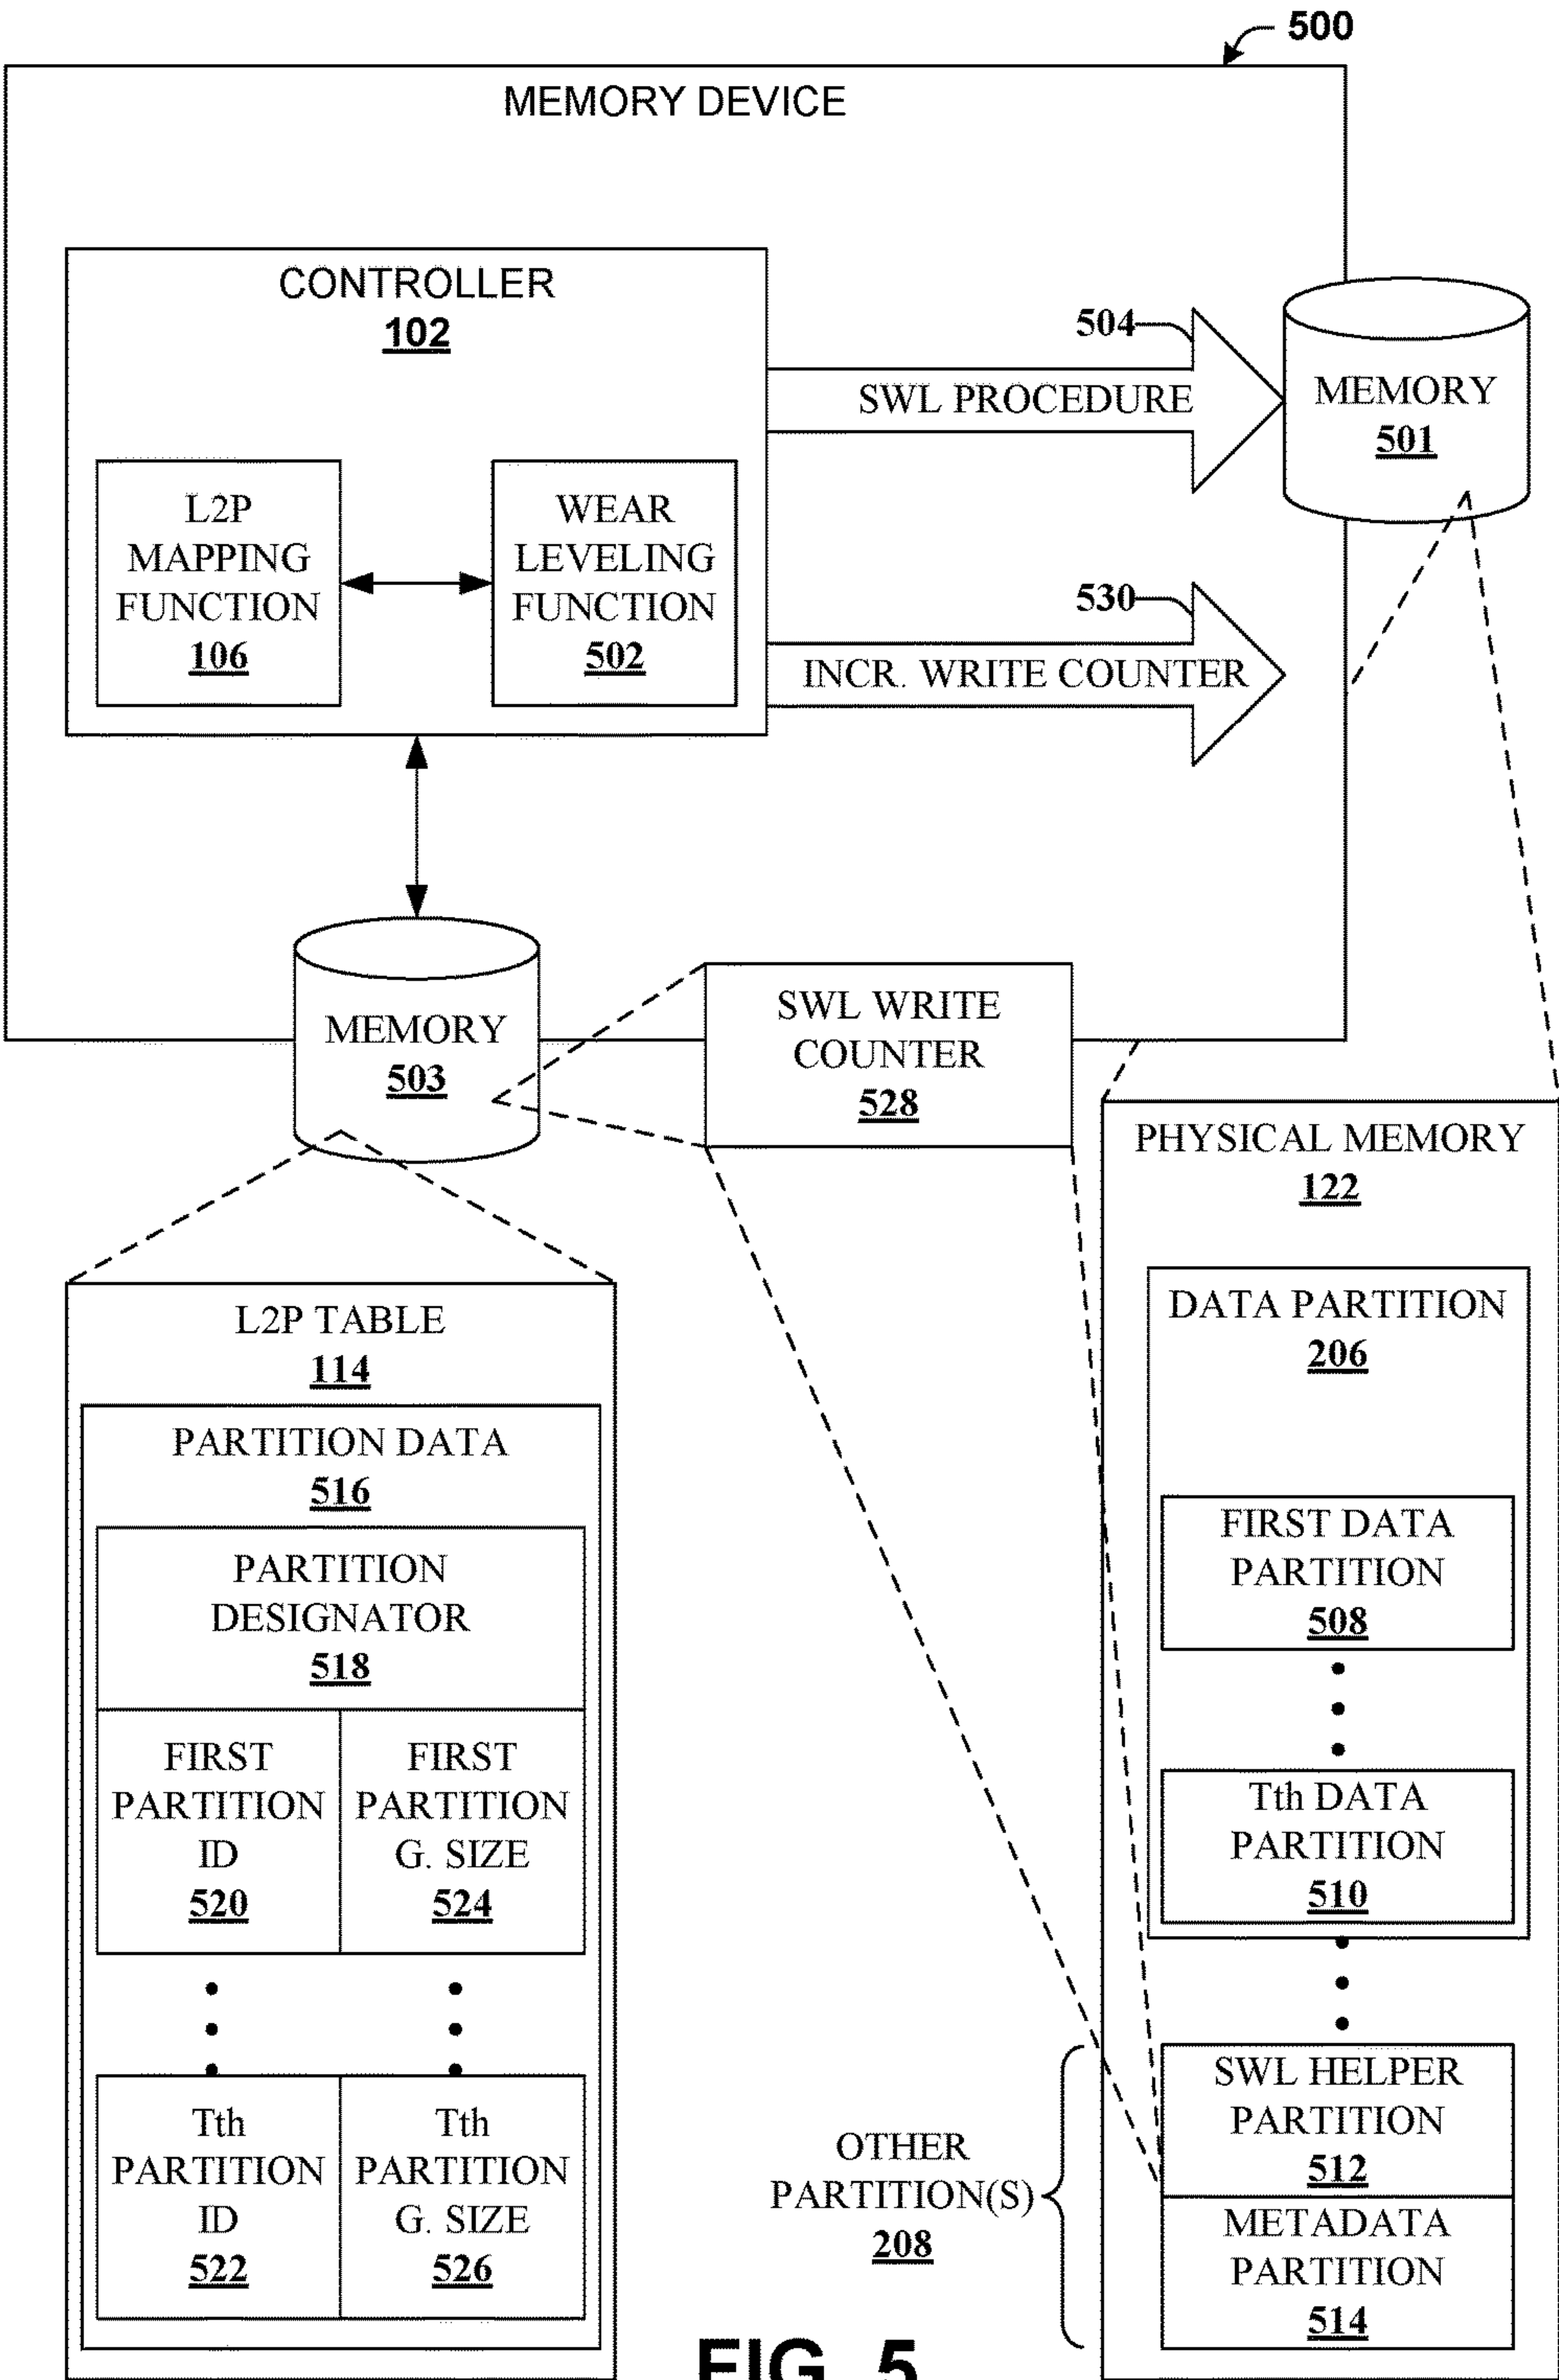 500
MEMORY DEVICE
CONTROLLER
102
L2P
MAPPING
FUNCTION
106
WEAR
LEVELING
FUNCTION
502
504
SWL PROCEDURE
530
INCR. WRITE COUNTER
MEMORY
501
MEMORY
503
SWL WRITE
COUNTER
528
L2P TABLE
114
PARTITION DATA
516
PARTITION
DESIGNATOR
518
FIRST
PARTITION
ID
520
FIRST
PARTITION
G. SIZE
524
Tth
PARTITION
ID
522
Tth
PARTITION
G. SIZE
526
PHYSICAL MEMORY
122
DATA PARTITION
206
FIRST DATA
PARTITION
508
Tth DATA
PARTITION
510
OTHER
PARTITION(S)
208
SWL HELPER
PARTITION
512
METADATA
PARTITION
514
FIG. 5